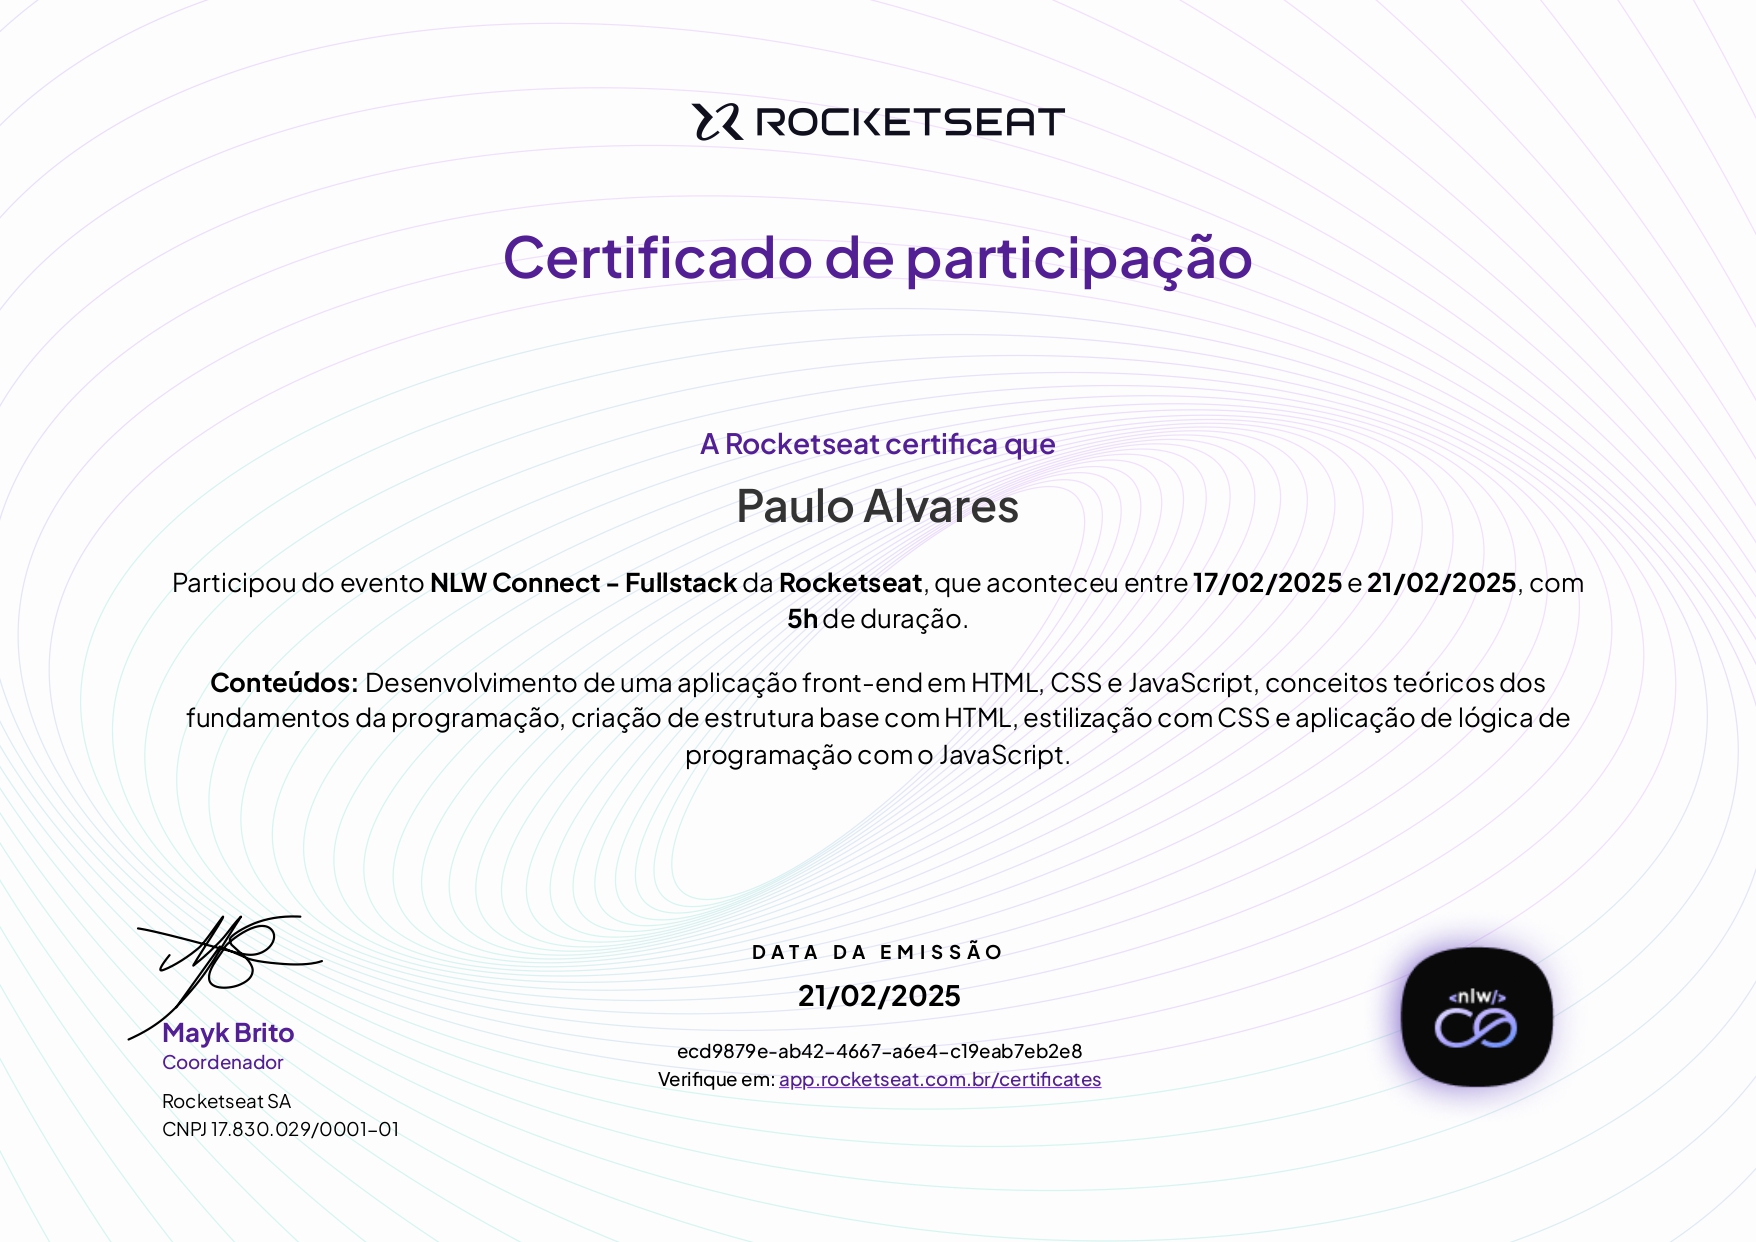 ROCKETSEAT
Certificado de participação
A Rocketseat certifica que
Paulo Alvares
Participou do evento NLW Connect - Fullstack da Rocketseat, que aconteceu entre 17/02/2025 e 21/02/2025, com
5h de duração.
Conteúdos: Desenvolvimento de uma aplicação front-end em HTML, CSS e JavaScript, conceitos teóricos dos
fundamentos da programação, criação de estrutura base com HTML, estilização com CSS e aplicação de lógica de
programação com o JavaScript.
Mayk Brito
Coordenador
Rocketseat SA
CNPJ 17.830.029/0001-01
DATA DA EMISSÃO
21/02/2025
ecd9879e-ab42-4667-a6e4-c19eab7eb2e8
Verifique em: app.rocketseat.com.br/certificates
<nlw/>